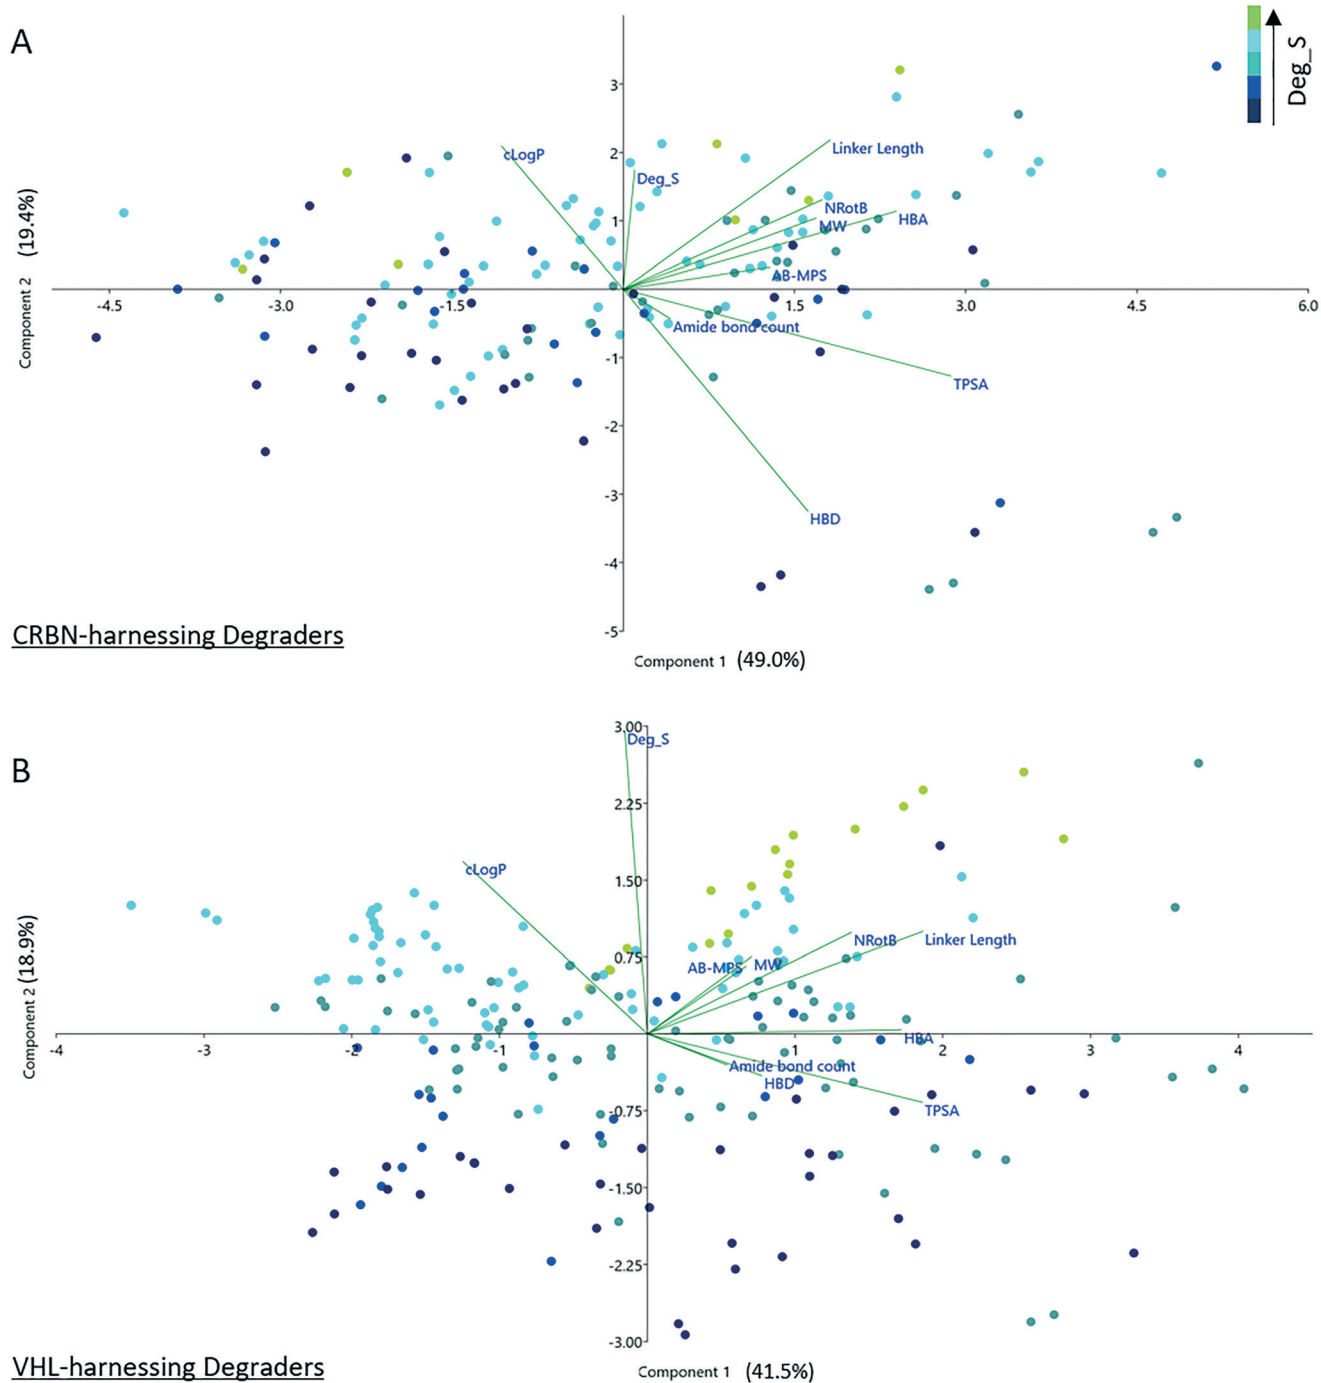 A
Deg_S
3
2
1
-1
-2
-3
-4
-5
-4.5
-3.0
-1.5
1.5
3.0
4.5
6.0
cLogP
Deg_S
Linker Length
NRotB
HBA
MW
AB-MPS
Amide bond count
TPSA
HBD
Component 2 (19.4%)
CRBN-harnessing Degraders
Component 1 (49.0%)
B
3.00
2.25
1.50
0.75
-0.75
-1.50
-2.25
-3.00
-4
-3
-2
-1
1
2
3
4
Deg_S
cLogP
NRotB
Linker Length
AB-MPS
MW
HBA
Amide bond count
HBD
TPSA
Component 2 (18.9%)
VHL-harnessing Degraders
Component 1 (41.5%)